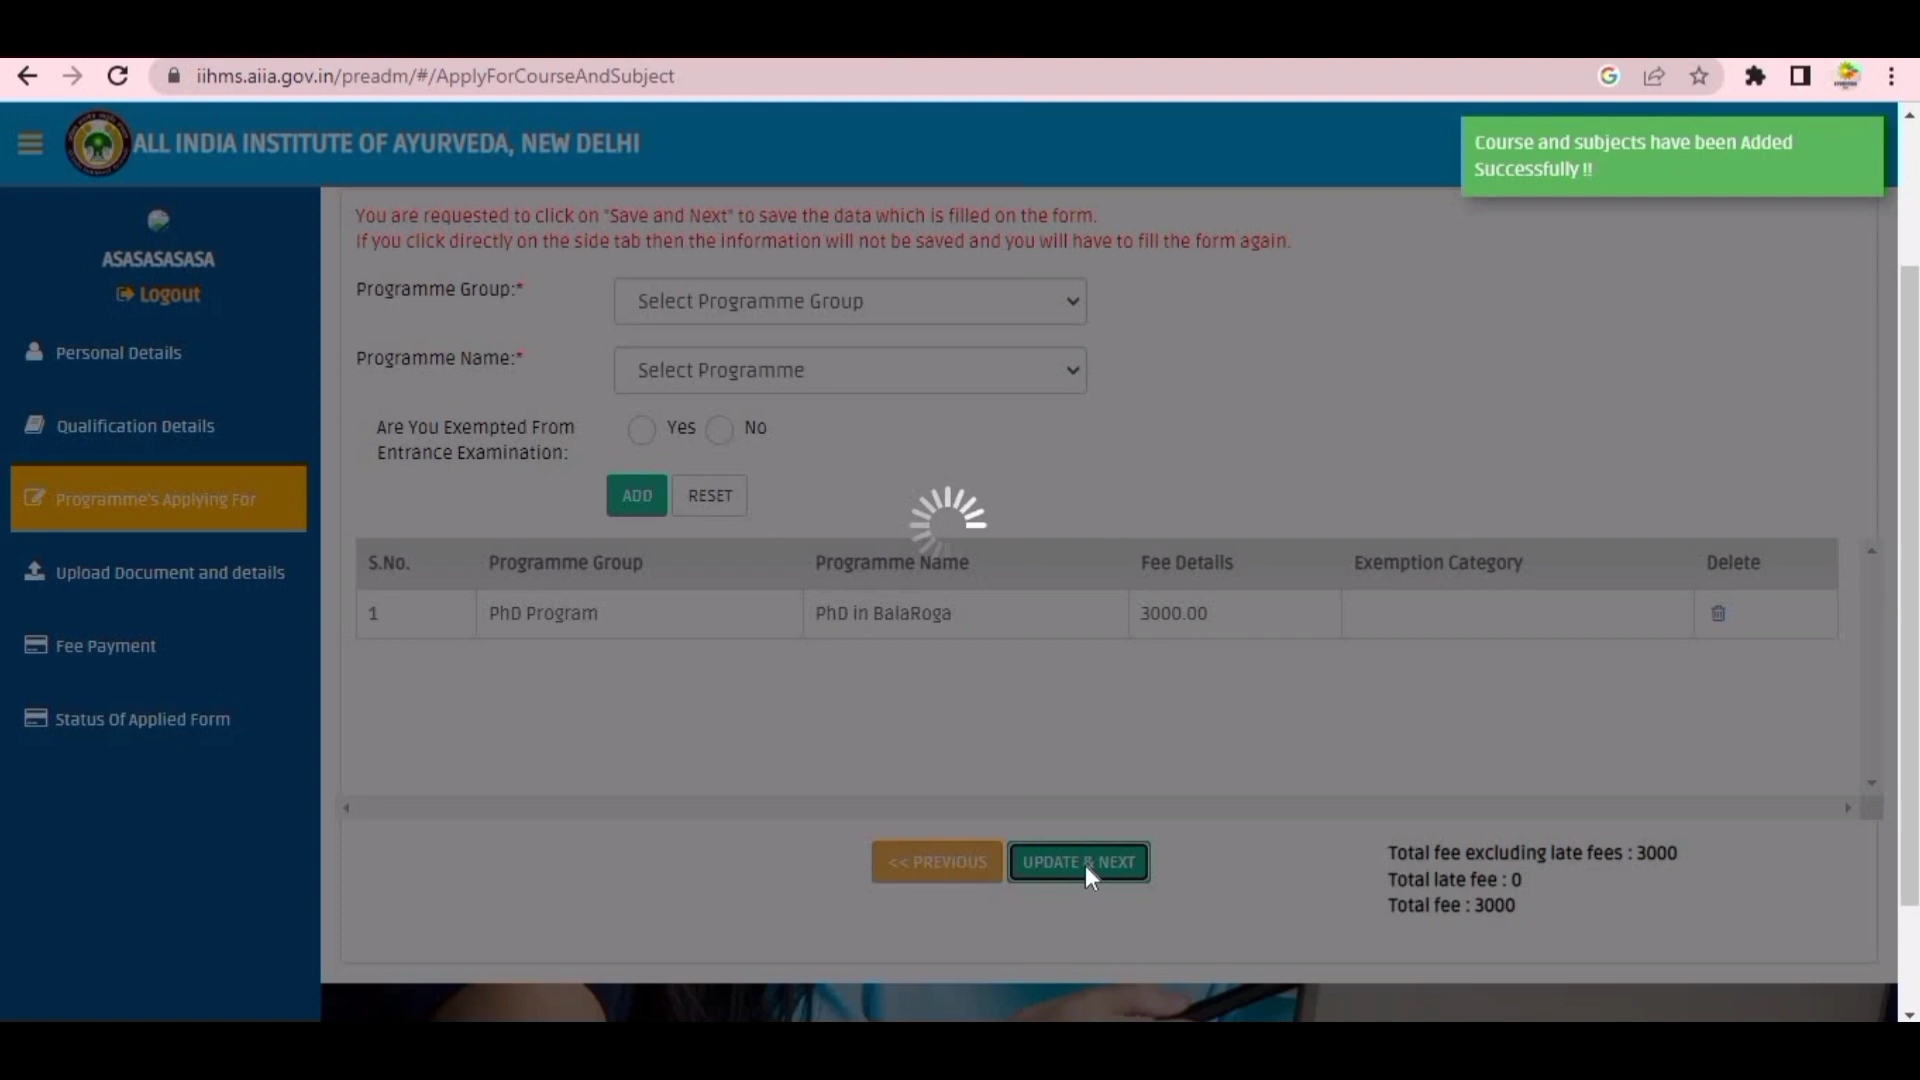 iihms.aiia.gov.in/preadm/#/ApplyForCourseAndSubject
ALL INDIA INSTITUTE OF AYURVEDA, NEW DELHI
Course and subjects have been Added
Successfully !!
ASASASASASA
Logout
Personal Details
Qualification Details
Programme's Applying For
Upload Document and details
Fee Payment
Status Of Applied Form
You are requested to click on "Save and Next" to save the data which is filled on the form.
If you click directly on the side tab then the information will not be saved and you will have to fill the form again.
Programme Group:*
Select Programme Group
Programme Name:*
Select Programme
Are You Exempted From
Entrance Examination:
Yes No
ADD RESET
S.No. Programme Group Programme Name Fee Details Exemption Category Delete
1 PhD Program PhD in BalaRoga 3000.00
<< PREVIOUS UPDATE & NEXT
Total fee excluding late fees : 3000
Total late fee : 0
Total fee : 3000